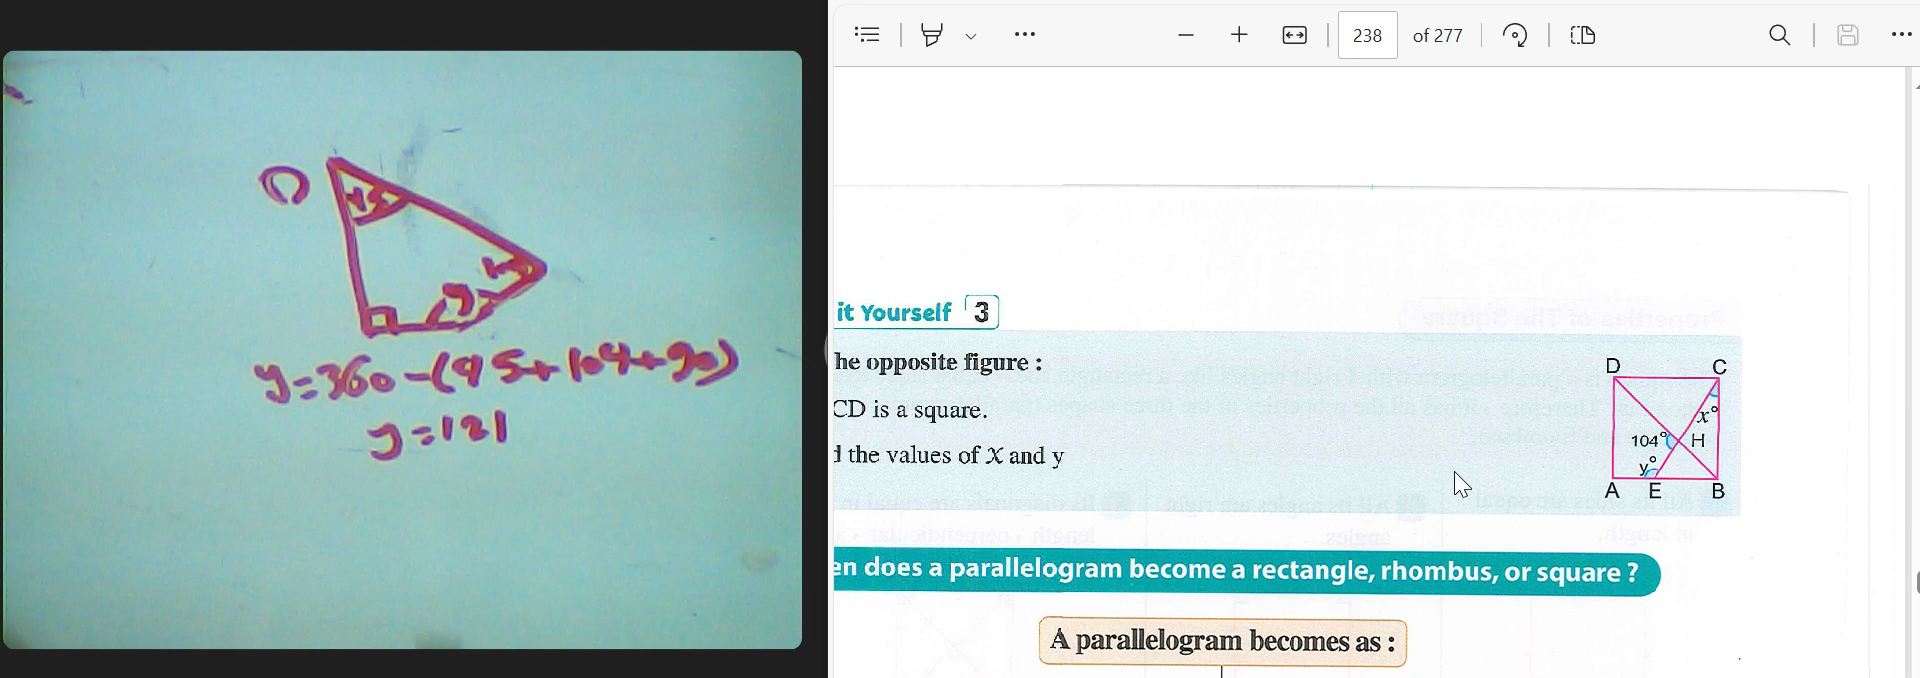 D
45
H
y
y=360-(45+104+90)
y=121
238 of 277
it Yourself 3
he opposite figure :
CD is a square.
d the values of X and y
D C
x°
104° H
y°
A E B
en does a parallelogram become a rectangle, rhombus, or square ?
A parallelogram becomes as :